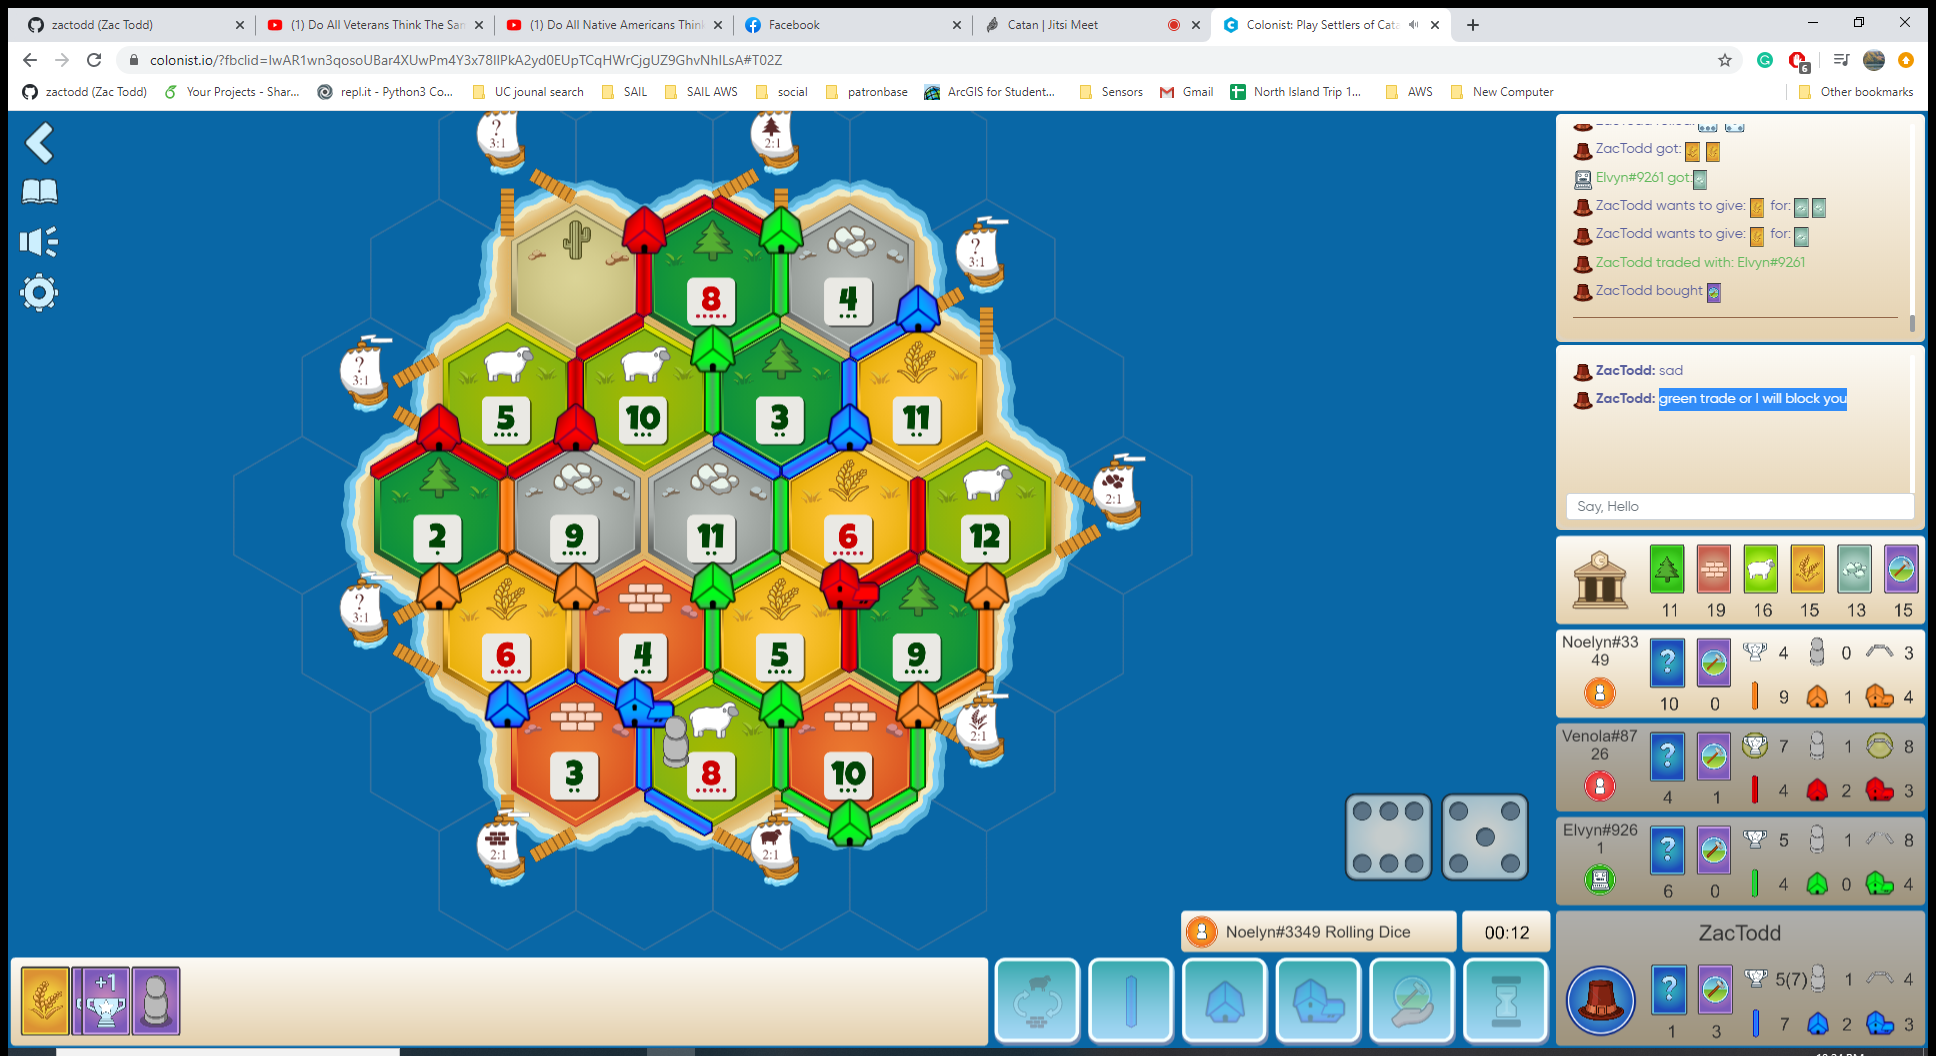 zactodd (Zac Todd)
(1) Do All Veterans Think The San
(1) Do All Native Americans Think
Facebook
Catan | Jitsi Meet
Colonist: Play Settlers of Cata
colonist.io/?fbclid=IwAR1wn3qosoUBar4XUwPm4Y3x78lIPkA2yd0EUpTCqHWrCjgUZ9GhvNhILsA#T02Z
6
zactodd (Zac Todd)
Your Projects - Shar...
repl.it - Python3 Co...
UC jounal search
SAIL
SAIL AWS
social
patronbase
ArcGIS for Student...
Sensors
Gmail
North Island Trip 1...
AWS
New Computer
Other bookmarks
?
3:1
2:1
?
3:1
8
4
?
3:1
5
10
3
11
2:1
2
9
11
6
12
?
3:1
6
4
5
9
2:1
3
8
10
2:1
2:1
ZacTodd got:
Elvyn#9261 got:
ZacTodd wants to give: for:
ZacTodd wants to give: for:
ZacTodd traded with: Elvyn#9261
ZacTodd bought
ZacTodd: sad
ZacTodd: green trade or I will block you
Say, Hello
11 19 16 15 13 15
Noelyn#33
49
? 4 0 3
10 0 9 1 4
Venola#87
26
? 7 1 8
4 1 4 2 3
Elvyn#926
1
? 5 1 8
6 0 4 0 4
ZacTodd
? 5(7) 1 4
1 3 7 2 3
Noelyn#3349 Rolling Dice
00:12
+1